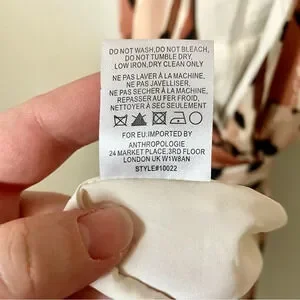 DO NOT WASH,DO NOT BLEACH,
DO NOT TUMBLE DRY,
LOW IRON,DRY CLEAN ONLY
NE PAS LAVER À LA MACHINE,
NE PAS JAVELLISER,
NE PAS SÉCHER À LA MACHINE,
REPASSER AU FER FROID,
NETTOYER À SEC SEULEMENT
FOR EU:IMPORTED BY
ANTHROPOLOGIE
24 MARKET PLACE,3RD FLOOR
LONDON UK W1W8AN
STYLE#10022